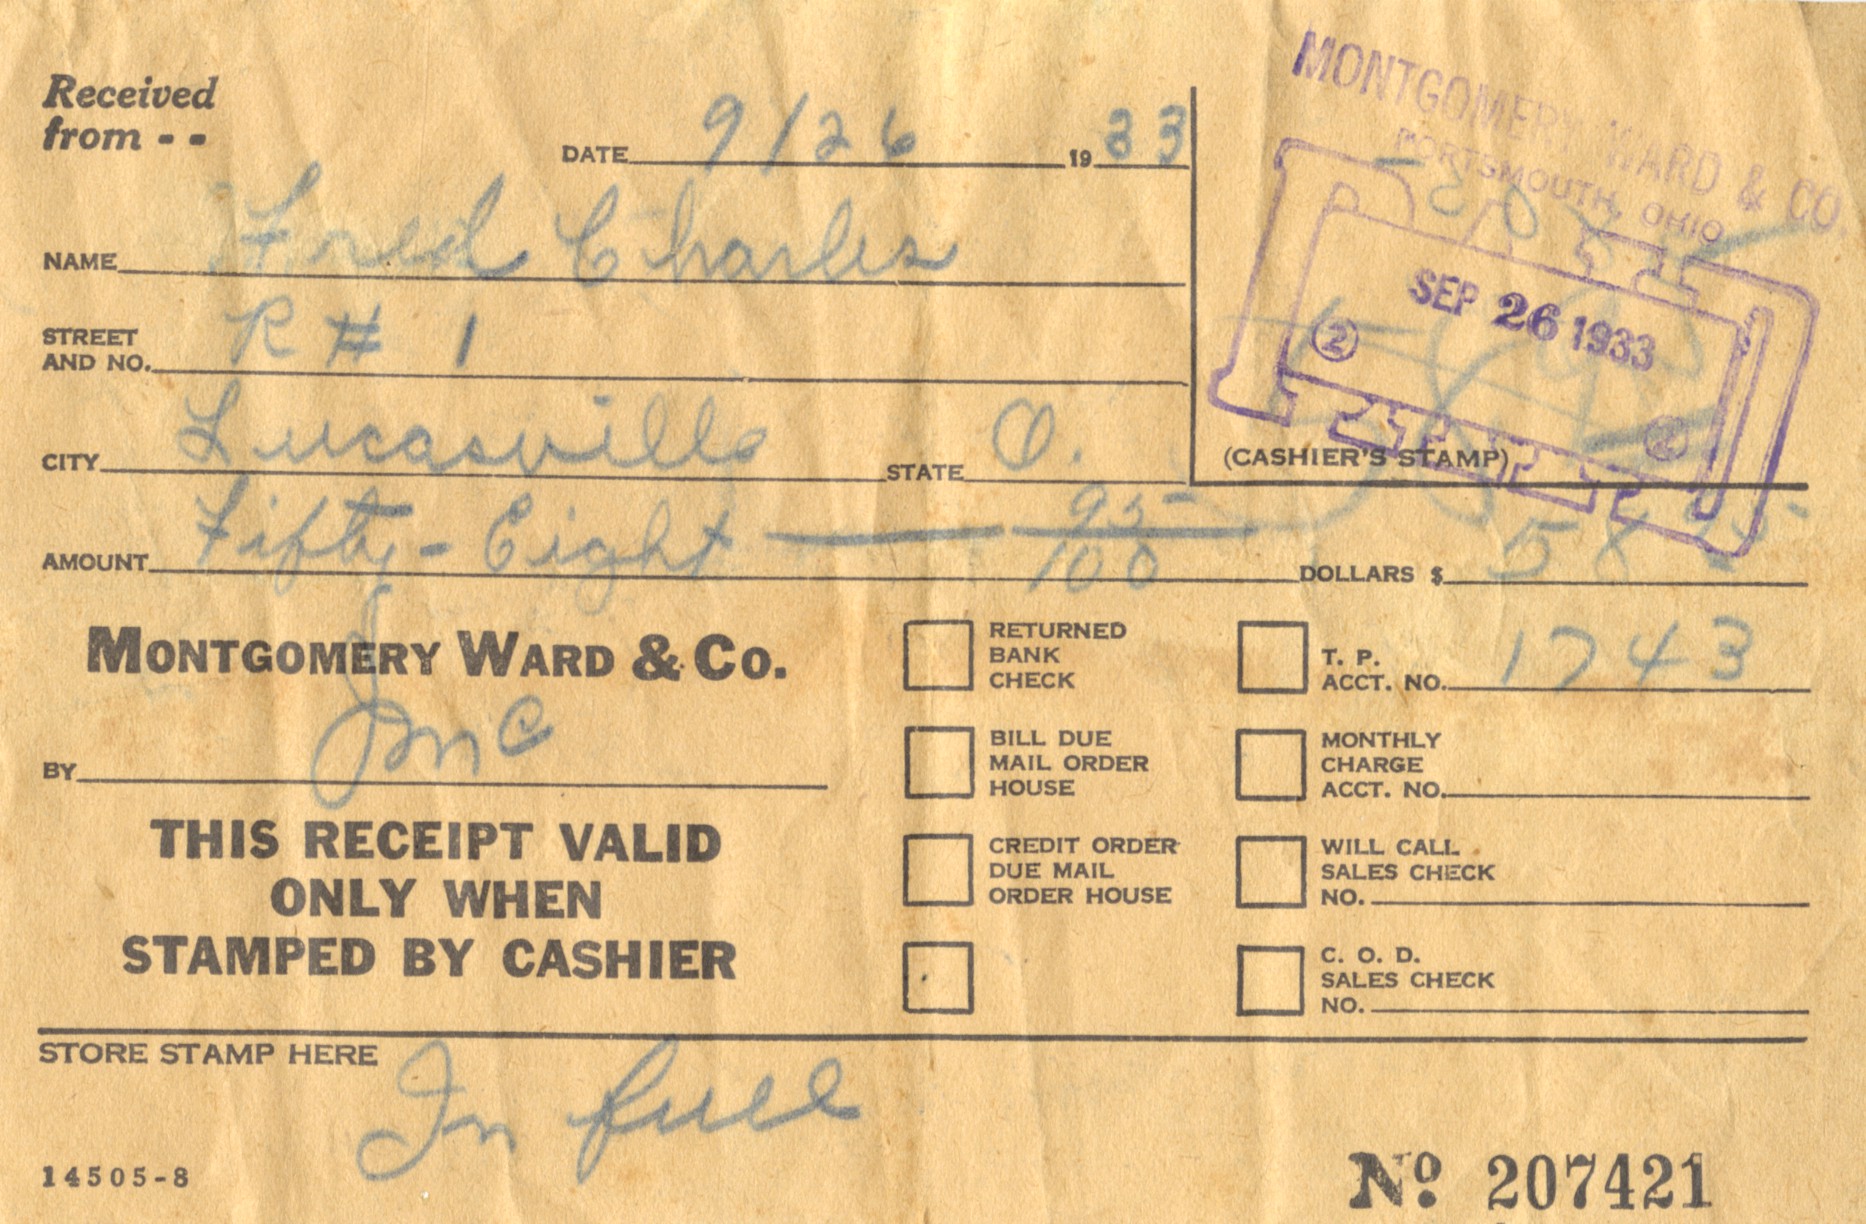 Received
from - -
DATE 9/26 1933
NAME Fred Charles
STREET
AND NO. R # 1
CITY Lucasville STATE O.
MONTGOMERY WARD & CO.
PORTSMOUTH, OHIO
SEP 26 1933
2
2
(CASHIER'S STAMP)
AMOUNT Fifty-Eight 95/100 DOLLARS $ 58 95
MONTGOMERY WARD & CO.
BY JMC
THIS RECEIPT VALID
ONLY WHEN
STAMPED BY CASHIER
RETURNED
BANK
CHECK
BILL DUE
MAIL ORDER
HOUSE
CREDIT ORDER
DUE MAIL
ORDER HOUSE
T. P.
ACCT. NO. 1743
MONTHLY
CHARGE
ACCT. NO.
WILL CALL
SALES CHECK
NO.
C. O. D.
SALES CHECK
NO.
STORE STAMP HERE
In full
14505-8
No 207421